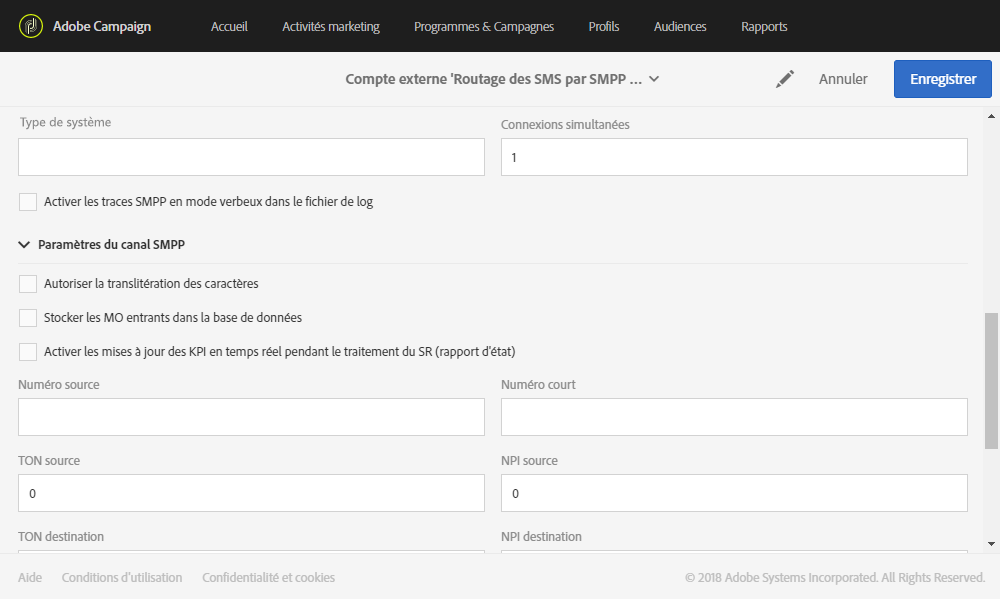 Adobe Campaign Accueil Activités marketing Programmes & Campagnes Profils Audiences Rapports
Compte externe 'Routage des SMS par SMPP ... Annuler Enregistrer
Type de système Connexions simultanées
1
Activer les traces SMPP en mode verbeux dans le fichier de log
Paramètres du canal SMPP
Autoriser la translitération des caractères
Stocker les MO entrants dans la base de données
Activer les mises à jour des KPI en temps réel pendant le traitement du SR (rapport d'état)
Numéro source Numéro court
TON source NPI source
0 0
TON destination NPI destination
Aide Conditions d'utilisation Confidentialité et cookies © 2018 Adobe Systems Incorporated. All Rights Reserved.